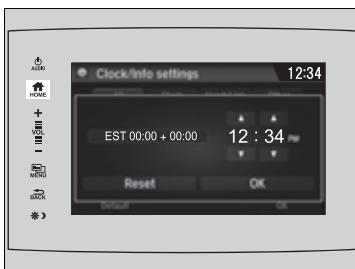 AUDIO
HOME
+
VOL
-
MENU
BACK
Clock/Info settings 12:34
EST 00:00 + 00:00 12 : 34
Reset OK
Default OK